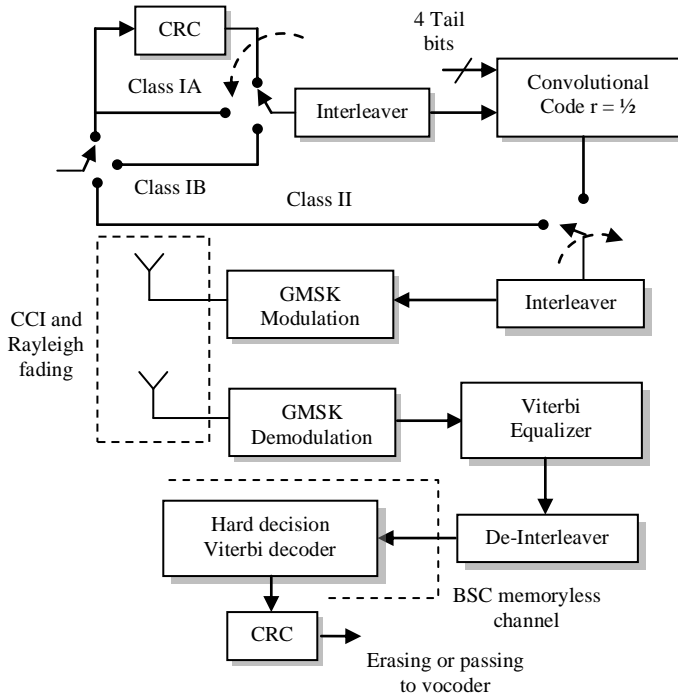 CRC
4 Tail
bits
Class IA
Convolutional
Code r = ½
Interleaver
Class IB
Class II
CCI and
Rayleigh
fading
GMSK
Modulation
Interleaver
GMSK
Demodulation
Viterbi
Equalizer
Hard decision
Viterbi decoder
De-Interleaver
BSC memoryless
channel
CRC
Erasing or passing
to vocoder